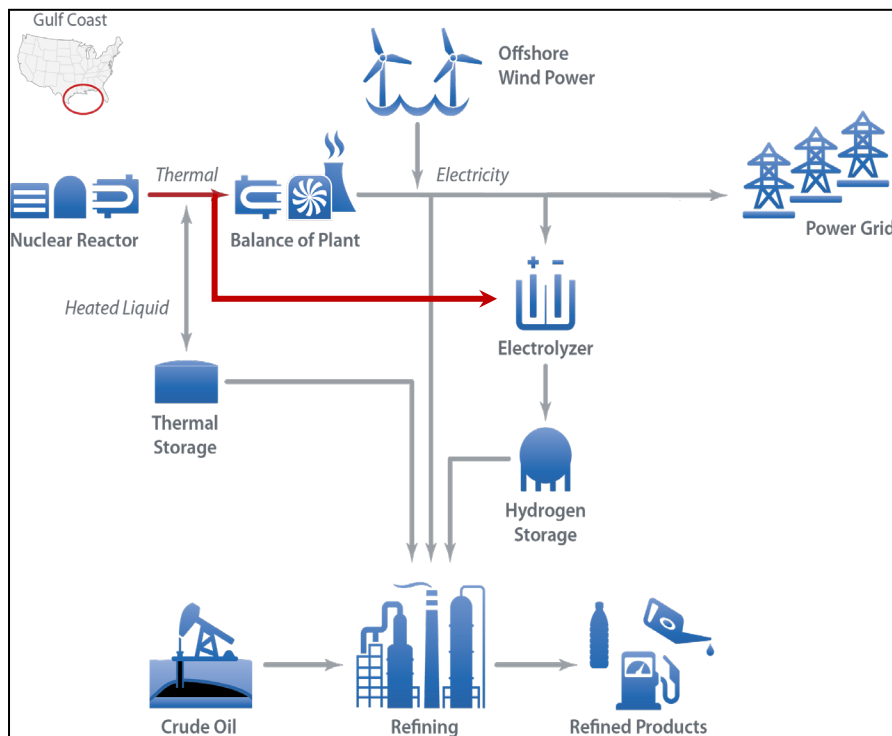 Gulf Coast
Offshore
Wind Power
Thermal
Electricity
Nuclear Reactor
Balance of Plant
Power Grid
Heated Liquid
+ -
Electrolyzer
Thermal
Storage
Hydrogen
Storage
Crude Oil
Refining
Refined Products